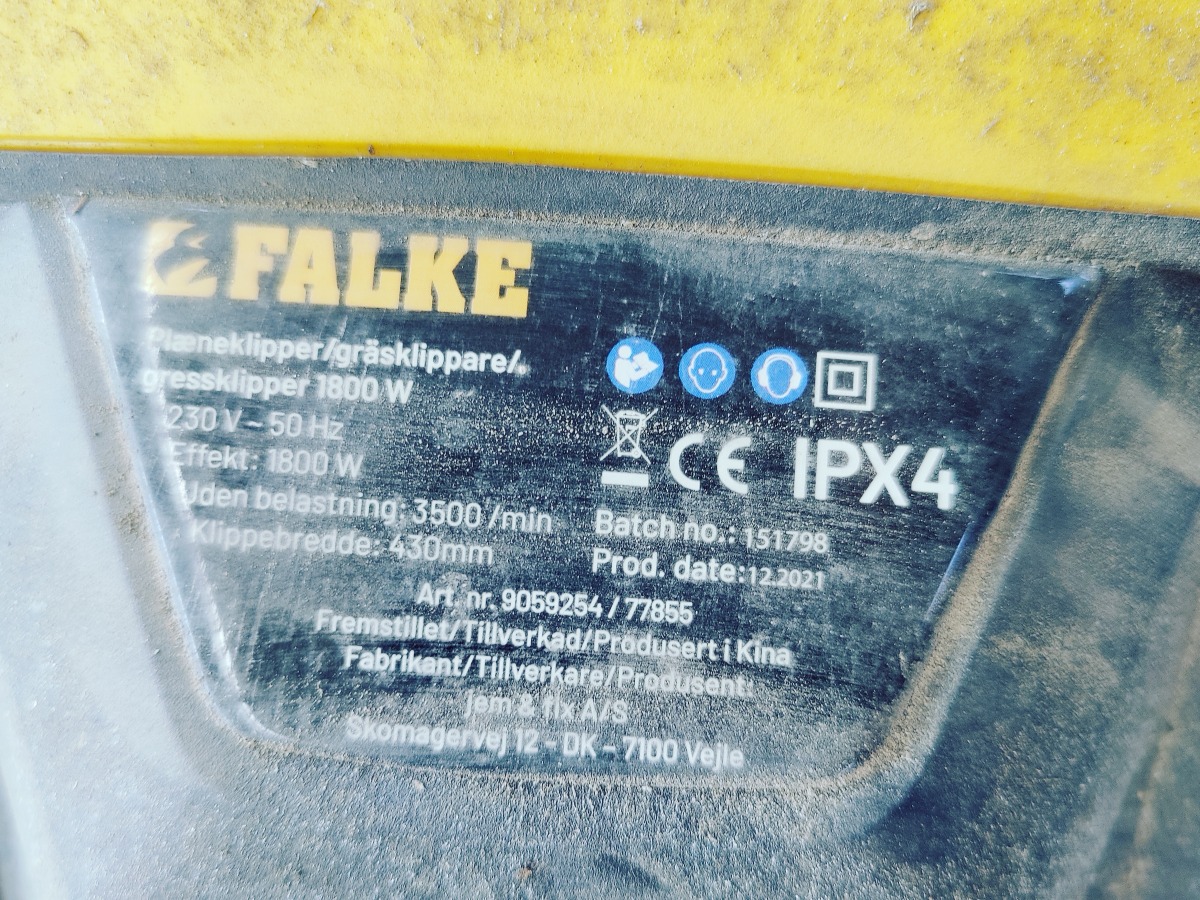 FALKE
Plæneklipper/gräsklippare/
gressklipper 1800 W
230 V – 50 Hz
Effekt: 1800 W
Uden belastning: 3500 /min
Klippebredde: 430mm
CE IPX4
Batch no.: 151798
Prod. date: 12.2021
Art. nr. 9059254 / 77855
Fremstillet/Tillverkad/Produsert i Kina
Fabrikant/Tillverkare/Produsent:
jem & fix A/S
Skomagervej 12 - DK - 7100 Vejle